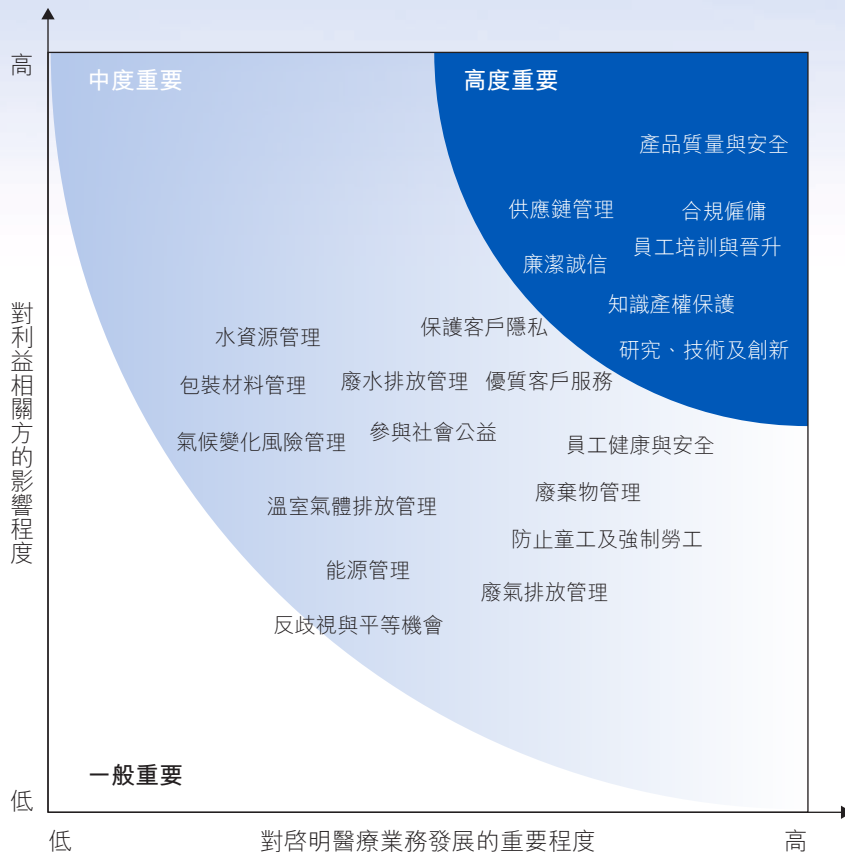 高
中度重要
高度重要
產品質量與安全
供應鏈管理
合規僱傭
員工培訓與晉升
廉潔誠信
知識產權保護
研究、技術及創新
保護客戶隱私
水資源管理
包裝材料管理
廢水排放管理
優質客戶服務
參與社會公益
氣候變化風險管理
員工健康與安全
廢棄物管理
溫室氣體排放管理
防止童工及強制勞工
能源管理
廢氣排放管理
反歧視與平等機會
對利益相關方的影響程度
一般重要
低
低
對啓明醫療業務發展的重要程度
高